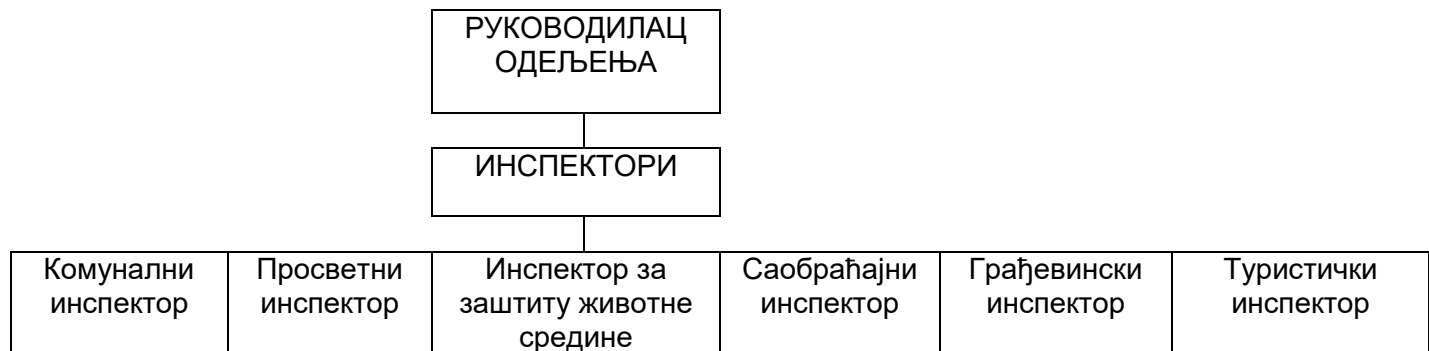 РУКОВОДИЛАЦ
ОДЕЉЕЊА
ИНСПЕКТОРИ
Комунални
инспектор
Просветни
инспектор
Инспектор за
заштиту животне
средине
Саобраћајни
инспектор
Грађевински
инспектор
Туристички
инспектор